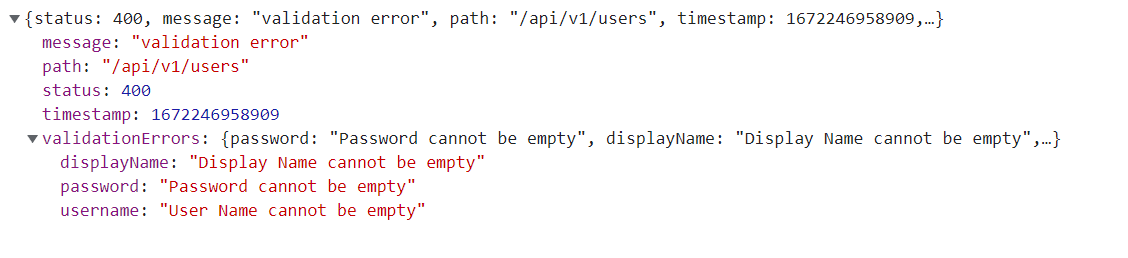 ▼{status: 400, message: "validation error", path: "/api/v1/users", timestamp: 1672246958909,…}
message: "validation error"
path: "/api/v1/users"
status: 400
timestamp: 1672246958909
▼validationErrors: {password: "Password cannot be empty", displayName: "Display Name cannot be empty",…}
displayName: "Display Name cannot be empty"
password: "Password cannot be empty"
username: "User Name cannot be empty"